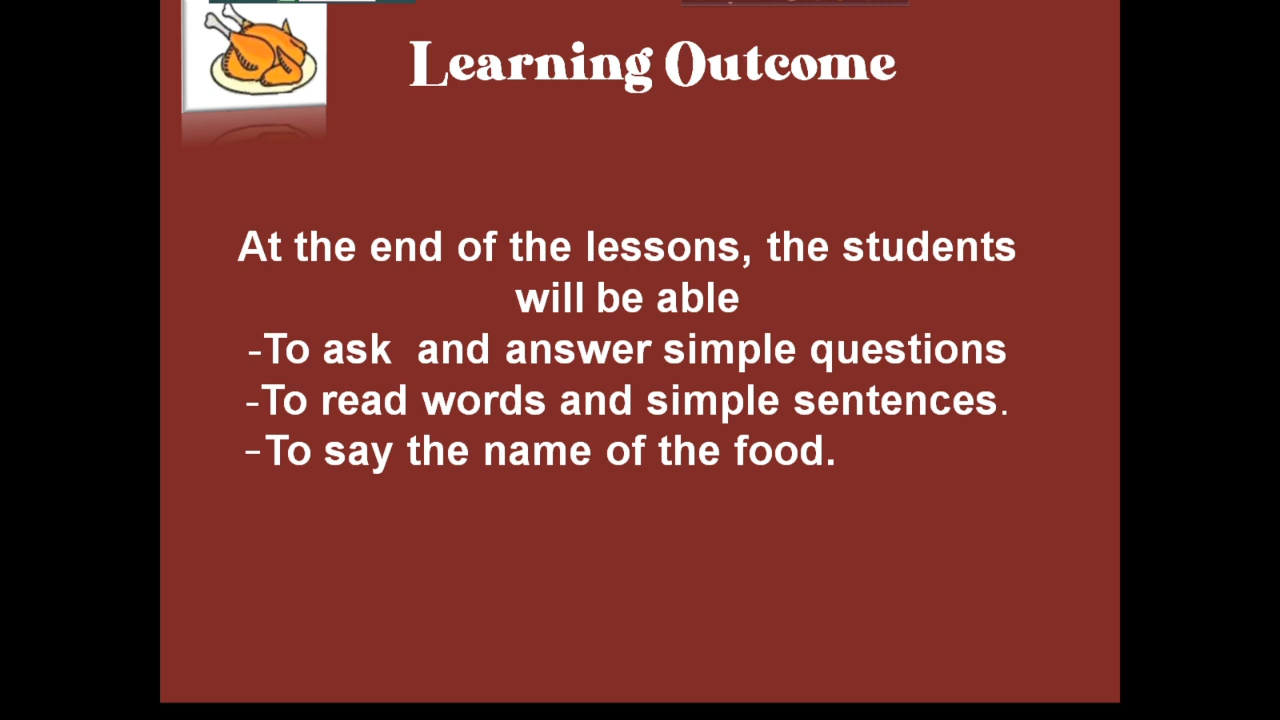 Learning Outcome
At the end of the lessons, the students
will be able
-To ask  and answer simple questions
-To read words and simple sentences.
-To say the name of the food.